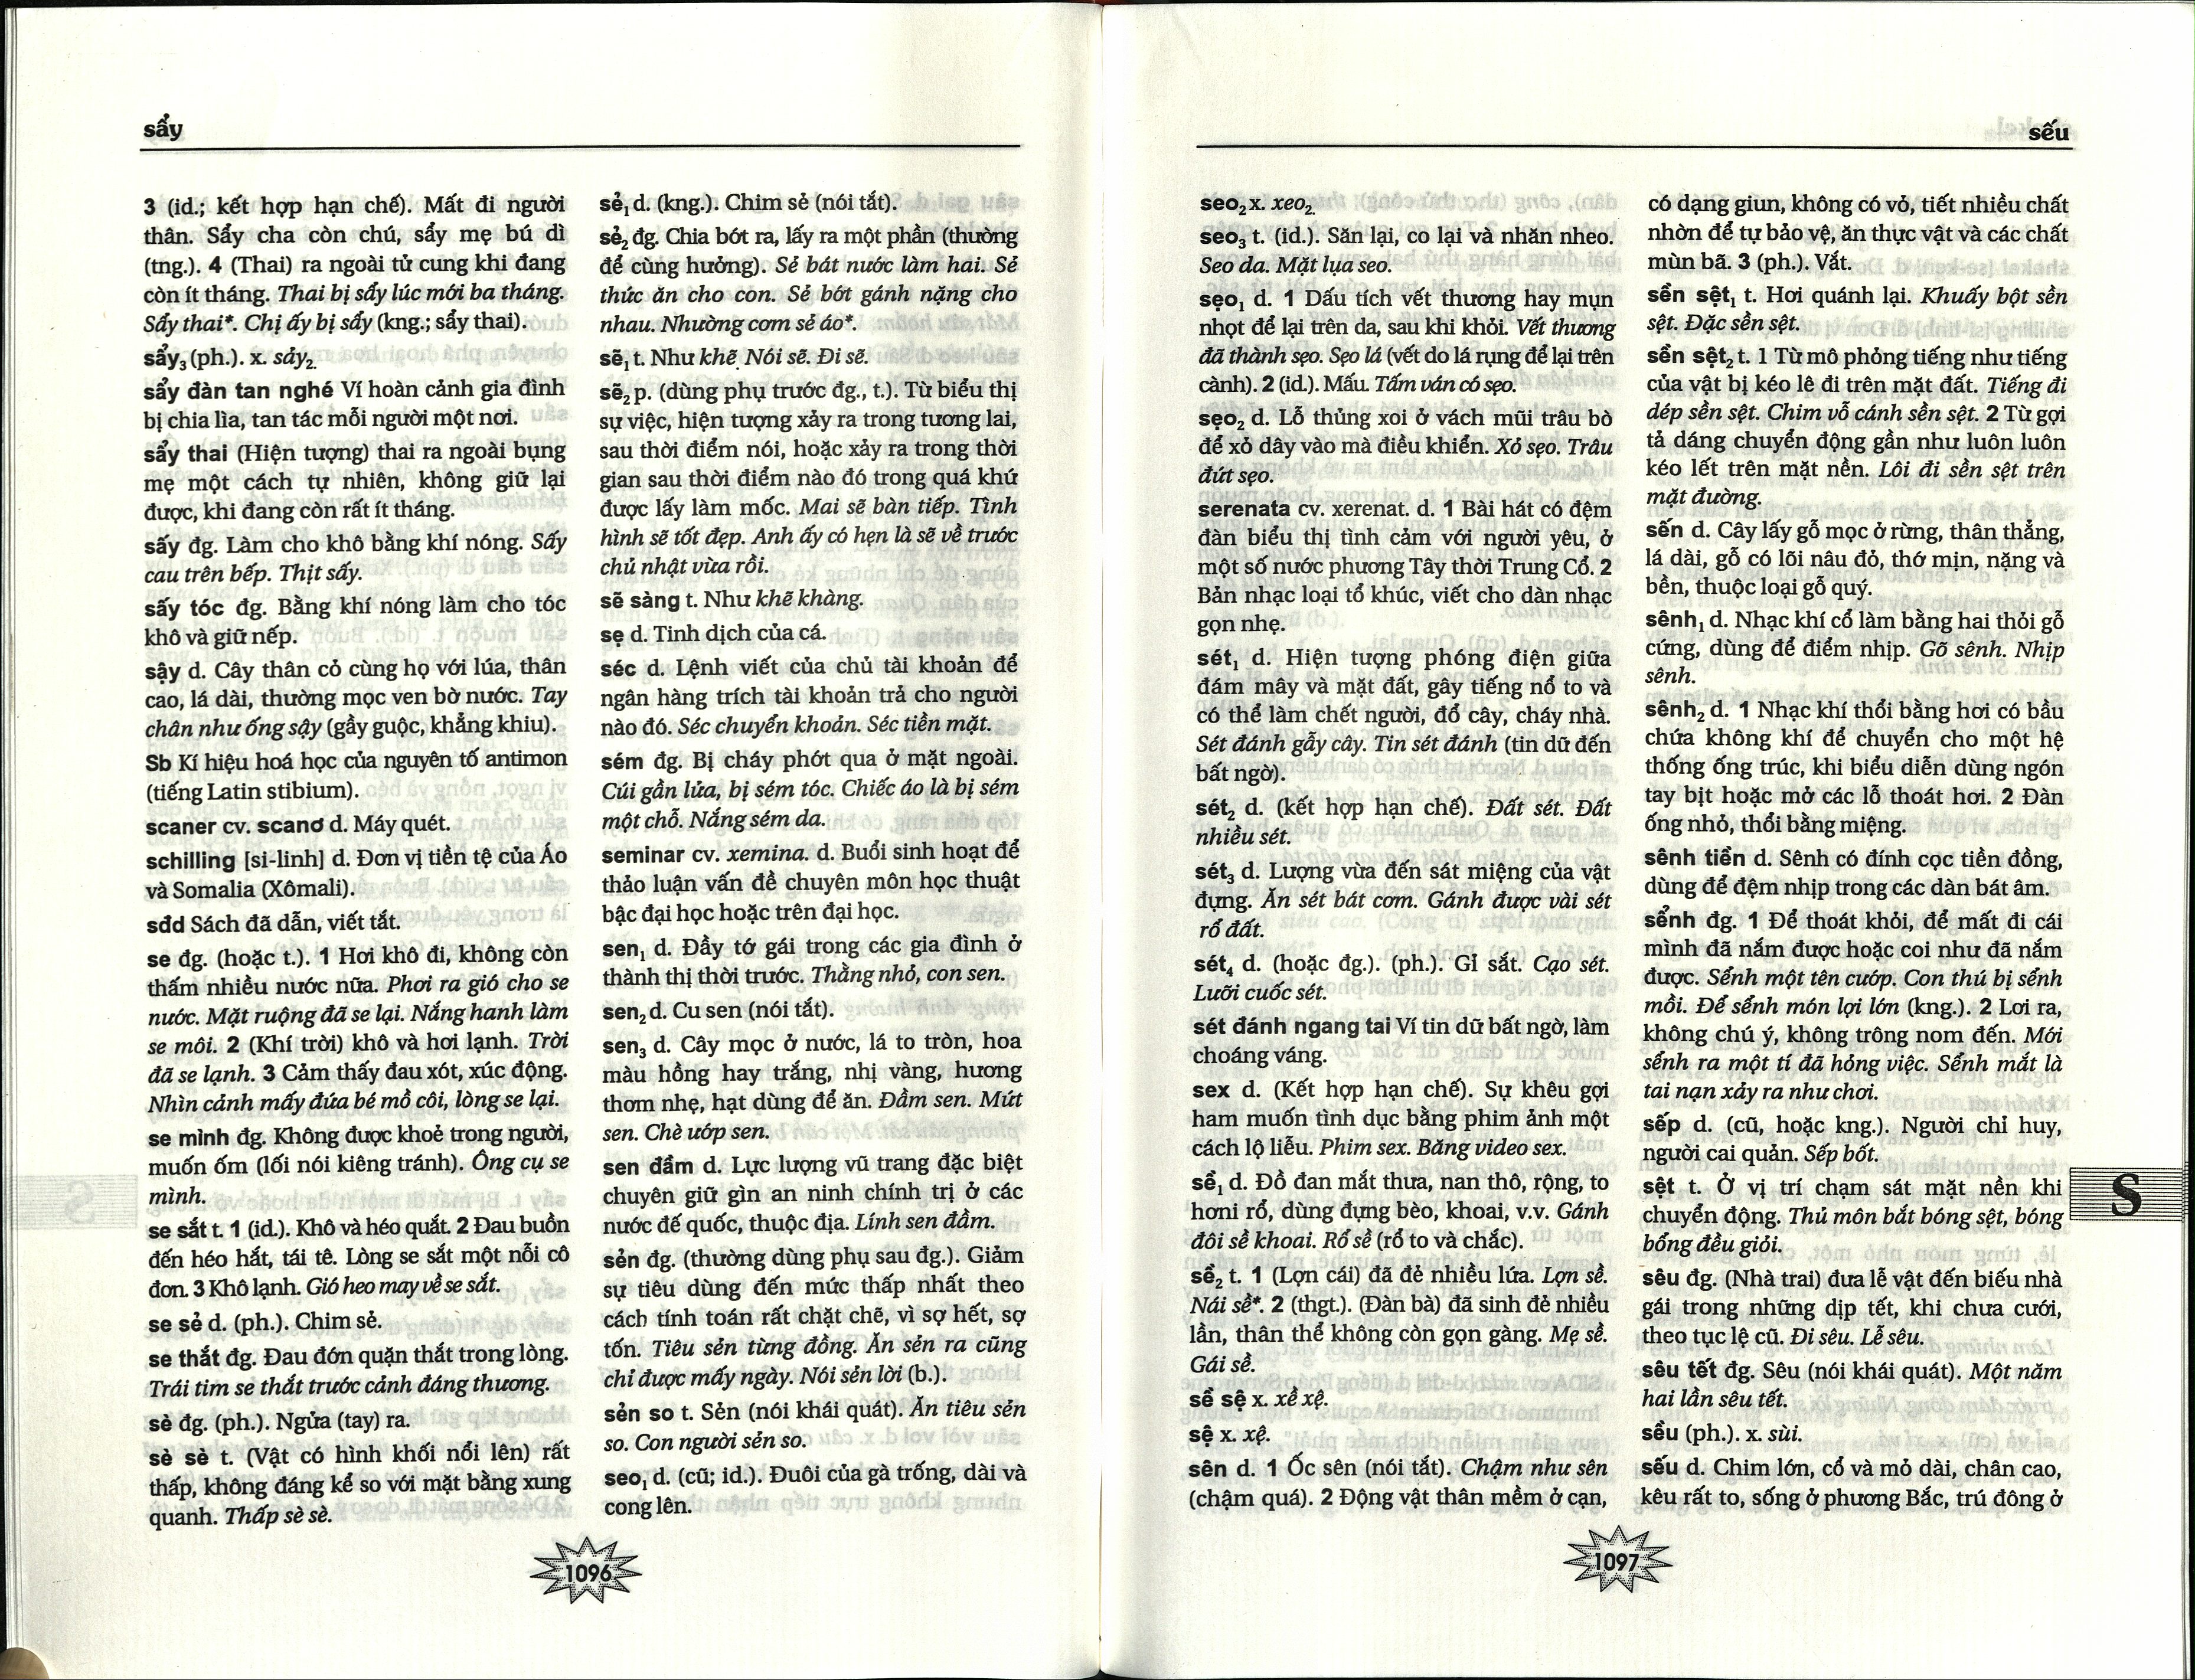 sẩy
3 (id.; kết hợp hạn chế). Mất đi người
thân. Sẩy cha còn chú, sẩy mẹ bú dì
(tng.). 4 (Thai) ra ngoài tử cung khi đang
còn ít tháng. Thai bị sẩy lúc mới ba tháng.
Sẩy thai*. Chị ấy bị sẩy (kng.; sẩy thai).
sẩy₃ (ph.). x. sảy₂.
sẩy đàn tan nghé Ví hoàn cảnh gia đình
bị chia lìa, tan tác mỗi người một nơi.
sẩy thai (Hiện tượng) thai ra ngoài bụng
mẹ một cách tự nhiên, không giữ lại
được, khi đang còn rất ít tháng.
sấy đg. Làm cho khô bằng khí nóng. Sấy
cau trên bếp. Thịt sấy.
sấy tóc đg. Bằng khí nóng làm cho tóc
khô và giữ nếp.
sậy d. Cây thân cỏ cùng họ với lúa, thân
cao, lá dài, thường mọc ven bờ nước. Tay
chân như ống sậy (gầy guộc, khẳng khiu).
Sb Kí hiệu hoá học của nguyên tố antimon
(tiếng Latin stibium).
scaner cv. scanơ d. Máy quét.
schilling [si-linh] d. Đơn vị tiền tệ của Áo
và Somalia (Xômali).
sđd Sách đã dẫn, viết tắt.
se đg. (hoặc t.). 1 Hơi khô đi, không còn
thấm nhiều nước nữa. Phơi ra gió cho se
nước. Mặt ruộng đã se lại. Nắng hanh làm
se môi. 2 (Khí trời) khô và hơi lạnh. Trời
đã se lạnh. 3 Cảm thấy đau xót, xúc động.
Nhìn cảnh mấy đứa bé mồ côi, lòng se lại.
se mình đg. Không được khoẻ trong người,
muốn ốm (lối nói kiêng tránh). Ông cụ se
mình.
se sắt t. 1 (id.). Khô và héo quắt. 2 Đau buồn
đến héo hắt, tái tê. Lòng se sắt một nỗi cô
đơn. 3 Khô lạnh. Gió heo may về se sắt.
se sẻ d. (ph.). Chim sẻ.
se thắt đg. Đau đớn quặn thắt trong lòng.
Trái tim se thắt trước cảnh đáng thương.
sè đg. (ph.). Ngửa (tay) ra.
sè sè t. (Vật có hình khối nổi lên) rất
thấp, không đáng kể so với mặt bằng xung
quanh. Thấp sè sè.
sẻ₁ d. (kng.). Chim sẻ (nói tắt).
sẻ₂ đg. Chia bớt ra, lấy ra một phần (thường
để cùng hưởng). Sẻ bát nước làm hai. Sẻ
thức ăn cho con. Sẻ bớt gánh nặng cho
nhau. Nhường cơm sẻ áo*.
sẽ₁ t. Như khẽ. Nói sẽ. Đi sẽ.
sẽ₂ p. (dùng phụ trước đg., t.). Từ biểu thị
sự việc, hiện tượng xảy ra trong tương lai,
sau thời điểm nói, hoặc xảy ra trong thời
gian sau thời điểm nào đó trong quá khứ
được lấy làm mốc. Mai sẽ bàn tiếp. Tình
hình sẽ tốt đẹp. Anh ấy có hẹn là sẽ về trước
chủ nhật vừa rồi.
sẽ sàng t. Như khẽ khàng.
sẹ d. Tinh dịch của cá.
séc d. Lệnh viết của chủ tài khoản để
ngân hàng trích tài khoản trả cho người
nào đó. Séc chuyển khoản. Séc tiền mặt.
sém đg. Bị cháy phớt qua ở mặt ngoài.
Cúi gần lửa, bị sém tóc. Chiếc áo là bị sém
một chỗ. Nắng sém da.
seminar cv. xemina. d. Buổi sinh hoạt để
thảo luận vấn đề chuyên môn học thuật
bậc đại học hoặc trên đại học.
sen₁ d. Đầy tớ gái trong các gia đình ở
thành thị thời trước. Thằng nhỏ, con sen.
sen₂ d. Cu sen (nói tắt).
sen₃ d. Cây mọc ở nước, lá to tròn, hoa
màu hồng hay trắng, nhị vàng, hương
thơm nhẹ, hạt dùng để ăn. Đầm sen. Mứt
sen. Chè ướp sen.
sen đầm d. Lực lượng vũ trang đặc biệt
chuyên giữ gìn an ninh chính trị ở các
nước đế quốc, thuộc địa. Lính sen đầm.
sẻn đg. (thường dùng phụ sau đg.). Giảm
sự tiêu dùng đến mức thấp nhất theo
cách tính toán rất chặt chẽ, vì sợ hết, sợ
tốn. Tiêu sẻn từng đồng. Ăn sẻn ra cũng
chỉ được mấy ngày. Nói sẻn lời (b.).
sẻn so t. Sẻn (nói khái quát). Ăn tiêu sẻn
so. Con người sẻn so.
seo₁ d. (cũ; id.). Đuôi của gà trống, dài và
cong lên.
1096
sếu
seo₂ x. xeo₂.
seo₃ t. (id.). Săn lại, co lại và nhăn nheo.
Seo da. Mặt lụa seo.
sẹo₁ d. 1 Dấu tích vết thương hay mụn
nhọt để lại trên da, sau khi khỏi. Vết thương
đã thành sẹo. Sẹo lá (vết do lá rụng để lại trên
cành). 2 (id.). Mấu. Tấm ván có sẹo.
sẹo₂ d. Lỗ thủng xoi ở vách mũi trâu bò
để xỏ dây vào mà điều khiển. Xỏ sẹo. Trâu
đứt sẹo.
serenata cv. xerenat. d. 1 Bài hát có đệm
đàn biểu thị tình cảm với người yêu, ở
một số nước phương Tây thời Trung Cổ. 2
Bản nhạc loại tổ khúc, viết cho dàn nhạc
gọn nhẹ.
sét₁ d. Hiện tượng phóng điện giữa
đám mây và mặt đất, gây tiếng nổ to và
có thể làm chết người, đổ cây, cháy nhà.
Sét đánh gẫy cây. Tin sét đánh (tin dữ đến
bất ngờ).
sét₂ d. (kết hợp hạn chế). Đất sét. Đất
nhiều sét.
sét₃ d. Lượng vừa đến sát miệng của vật
đựng. Ăn sét bát cơm. Gánh được vài sét
rổ đất.
sét₄ d. (hoặc đg.). (ph.). Gỉ sắt. Cạo sét.
Lưỡi cuốc sét.
sét đánh ngang tai Ví tin dữ bất ngờ, làm
choáng váng.
sex d. (Kết hợp hạn chế). Sự khêu gợi
ham muốn tình dục bằng phim ảnh một
cách lộ liễu. Phim sex. Băng video sex.
sề₁ d. Đồ đan mắt thưa, nan thô, rộng, to
hơni rổ, dùng đựng bèo, khoai, v.v. Gánh
đôi sề khoai. Rổ sề (rổ to và chắc).
sề₂ t. 1 (Lợn cái) đã đẻ nhiều lứa. Lợn sề.
Nái sề*. 2 (thgt.). (Đàn bà) đã sinh đẻ nhiều
lần, thân thể không còn gọn gàng. Mẹ sề.
Gái sề.
sề sệ x. xề xệ.
sệ x. xệ.
sên d. 1 Ốc sên (nói tắt). Chậm như sên
(chậm quá). 2 Động vật thân mềm ở cạn,
có dạng giun, không có vỏ, tiết nhiều chất
nhờn để tự bảo vệ, ăn thực vật và các chất
mùn bã. 3 (ph.). Vắt.
sền sệt₁ t. Hơi quánh lại. Khuấy bột sền
sệt. Đặc sền sệt.
sền sệt₂ t. 1 Từ mô phỏng tiếng như tiếng
của vật bị kéo lê đi trên mặt đất. Tiếng đi
dép sền sệt. Chim vỗ cánh sền sệt. 2 Từ gợi
tả dáng chuyển động gần như luôn luôn
kéo lết trên mặt nền. Lôi đi sền sệt trên
mặt đường.
sến d. Cây lấy gỗ mọc ở rừng, thân thẳng,
lá dài, gỗ có lõi nâu đỏ, thớ mịn, nặng và
bền, thuộc loại gỗ quý.
sênh₁ d. Nhạc khí cổ làm bằng hai thỏi gỗ
cứng, dùng để điểm nhịp. Gõ sênh. Nhịp
sênh.
sênh₂ d. 1 Nhạc khí thổi bằng hơi có bầu
chứa không khí để chuyển cho một hệ
thống ống trúc, khi biểu diễn dùng ngón
tay bịt hoặc mở các lỗ thoát hơi. 2 Đàn
ống nhỏ, thổi bằng miệng.
sênh tiền d. Sênh có đính cọc tiền đồng,
dùng để đệm nhịp trong các dàn bát âm.
sểnh đg. 1 Để thoát khỏi, để mất đi cái
mình đã nắm được hoặc coi như đã nắm
được. Sểnh một tên cướp. Con thú bị sểnh
mồi. Để sểnh món lợi lớn (kng.). 2 Lơi ra,
không chú ý, không trông nom đến. Mới
sểnh ra một tí đã hỏng việc. Sểnh mắt là
tai nạn xảy ra như chơi.
sếp d. (cũ, hoặc kng.). Người chỉ huy,
người cai quản. Sếp bốt.
sệt t. Ở vị trí chạm sát mặt nền khi
chuyển động. Thủ môn bắt bóng sệt, bóng
bổng đều giỏi.
sêu đg. (Nhà trai) đưa lễ vật đến biếu nhà
gái trong những dịp tết, khi chưa cưới,
theo tục lệ cũ. Đi sêu. Lễ sêu.
sêu tết đg. Sêu (nói khái quát). Một năm
hai lần sêu tết.
sều (ph.). x. sùi.
sếu d. Chim lớn, cổ và mỏ dài, chân cao,
kêu rất to, sống ở phương Bắc, trú đông ở
S
1097